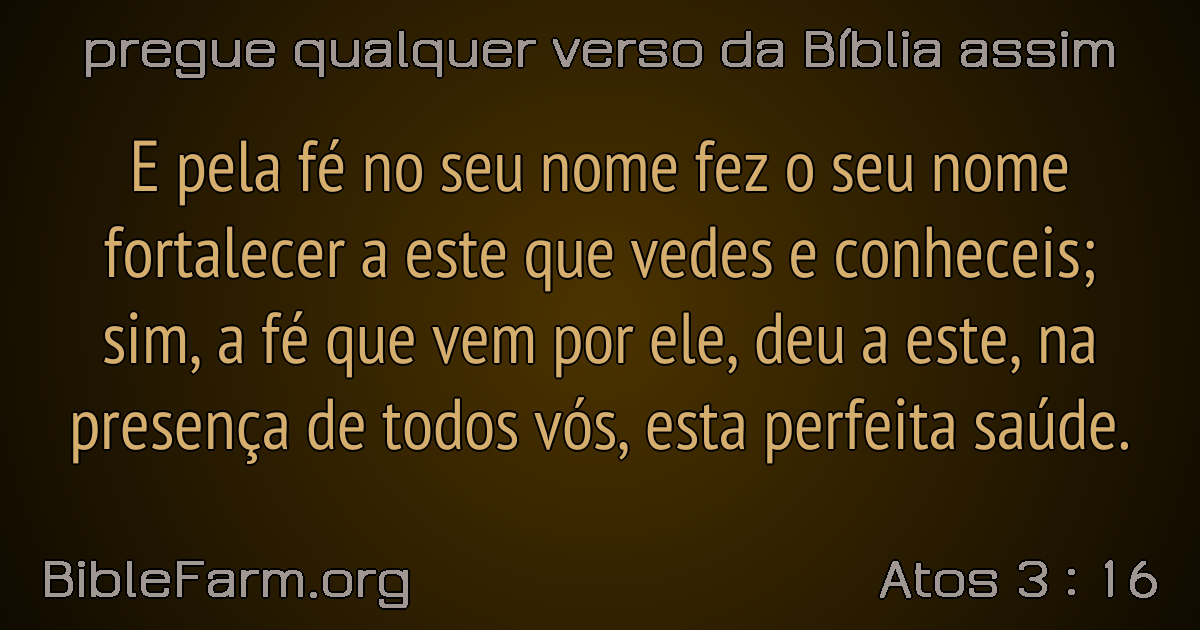 pregue qualquer verso da Bíblia assim
E pela fé no seu nome fez o seu nome
fortalecer a este que vedes e conheceis;
sim, a fé que vem por ele, deu a este, na
presença de todos vós, esta perfeita saúde.
BibleFarm.org
Atos 3 : 16